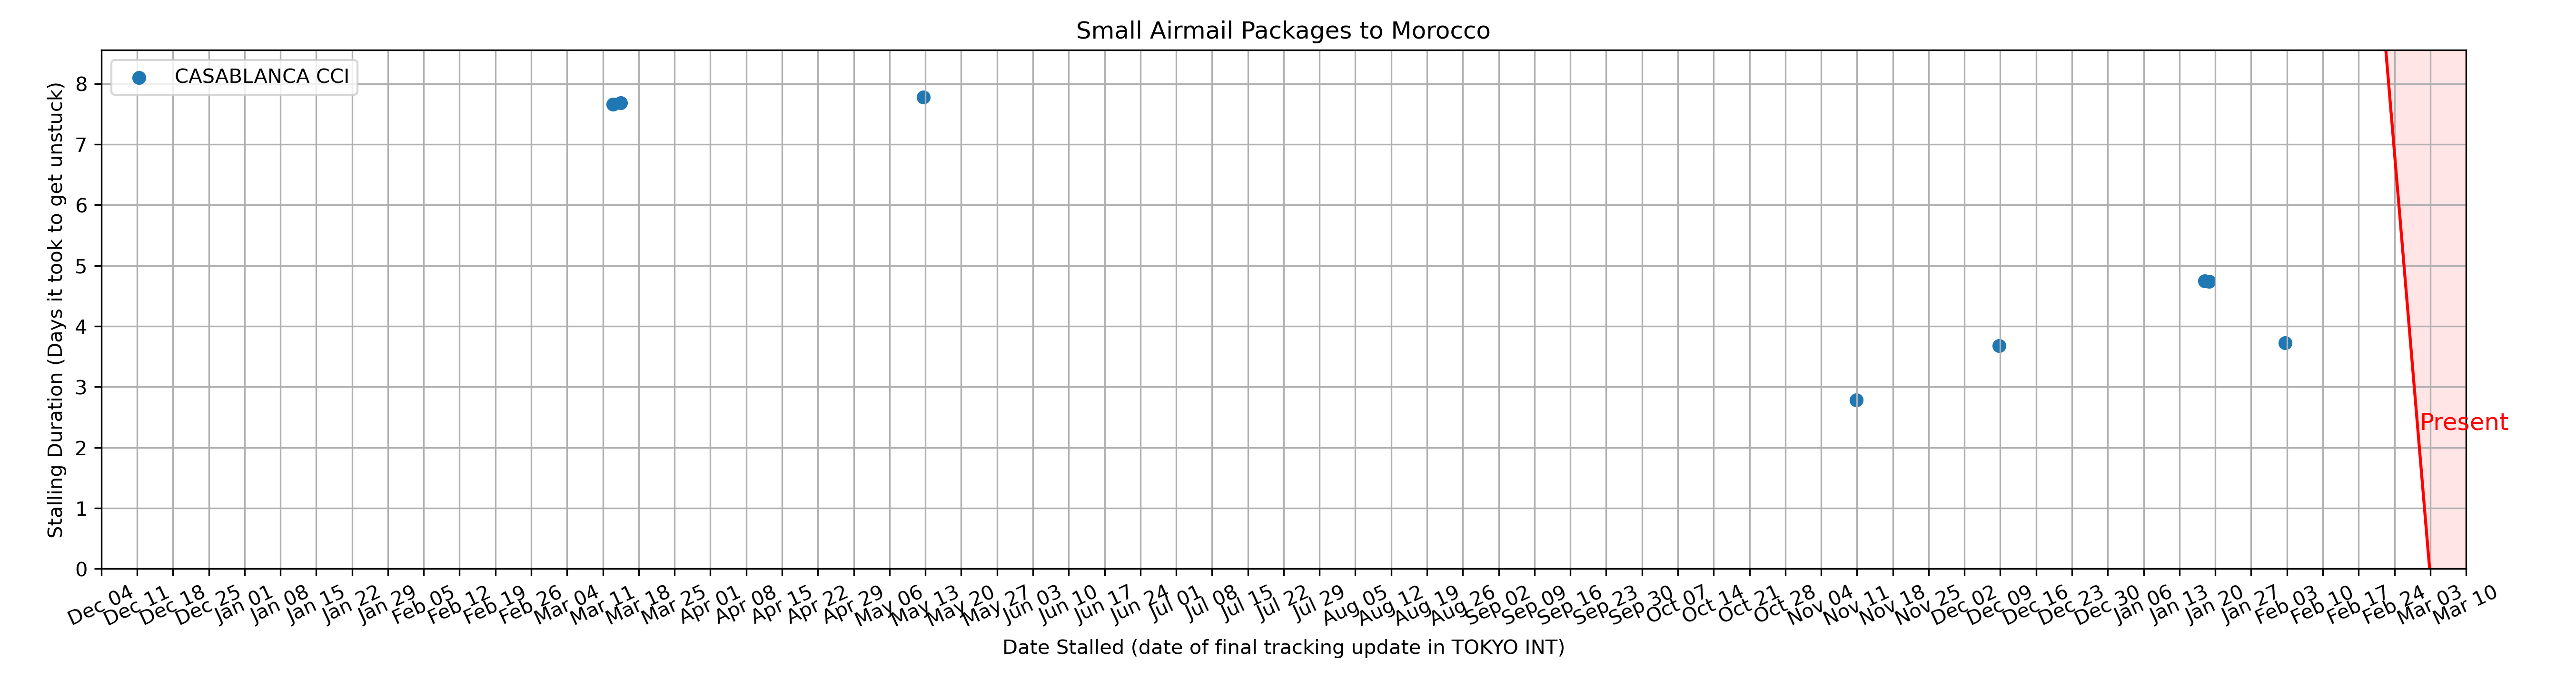 Small Airmail Packages to Morocco
CASABLANCA CCI
Stalling Duration (Days it took to get unstuck)
8
7
6
5
4
3
2
1
0
Present
Dec 04
Dec 11
Dec 18
Dec 25
Jan 01
Jan 08
Jan 15
Jan 22
Jan 29
Feb 05
Feb 12
Feb 19
Feb 26
Mar 04
Mar 11
Mar 18
Mar 25
Apr 01
Apr 08
Apr 15
Apr 22
Apr 29
May 06
May 13
May 20
May 27
Jun 03
Jun 10
Jun 17
Jun 24
Jul 01
Jul 08
Jul 15
Jul 22
Jul 29
Aug 05
Aug 12
Aug 19
Aug 26
Sep 02
Sep 09
Sep 16
Sep 23
Sep 30
Oct 07
Oct 14
Oct 21
Oct 28
Nov 04
Nov 11
Nov 18
Nov 25
Dec 02
Dec 09
Dec 16
Dec 23
Dec 30
Jan 06
Jan 13
Jan 20
Jan 27
Feb 03
Feb 10
Feb 17
Feb 24
Mar 03
Mar 10
Date Stalled (date of final tracking update in TOKYO INT)